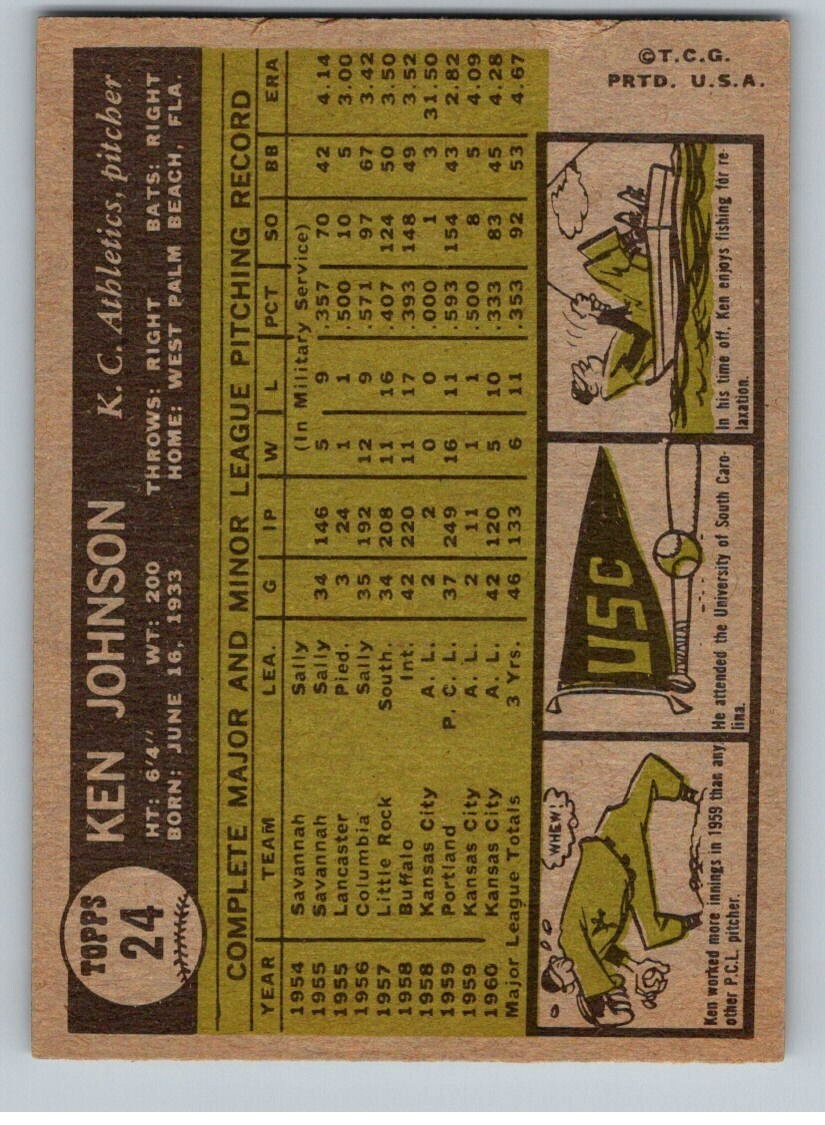 TOPPS
24
KEN JOHNSON K. C. Athletics, pitcher
HT: 6'4" WT: 200 THROWS: RIGHT BATS: RIGHT
BORN: JUNE 16, 1933 HOME: WEST PALM BEACH, FLA.
COMPLETE MAJOR AND MINOR LEAGUE PITCHING RECORD
YEAR TEAM LEA. G IP W L PCT SO BB ERA
1954 Savannah Sally (In Military Service)
1955 Savannah Sally 34 146 5 9 .357 70 42 4.14
1955 Lancaster Pied. 3 24 1 1 .500 10 5 3.00
1956 Columbia Sally 35 192 12 9 .571 97 67 3.42
1957 Little Rock South. 34 208 11 16 .407 124 50 3.50
1958 Buffalo Int. 42 220 11 17 .393 148 49 3.52
1958 Kansas City A. L. 2 2 0 0 .000 1 3 31.50
1959 Portland P. C. L. 37 249 16 11 .593 154 43 2.82
1959 Kansas City A. L. 2 11 1 1 .500 8 5 4.09
1960 Kansas City A. L. 42 120 5 10 .333 83 45 4.28
Major League Totals 3 Yrs. 46 133 6 11 .353 92 53 4.67
WHEW!
Ken worked more innings in 1959 than any
other P.C.L. pitcher.
USC
He attended the University of South Caro-
lina.
In his time off, Ken enjoys fishing for re-
laxation.
©T.C.G.
PRTD. U.S.A.